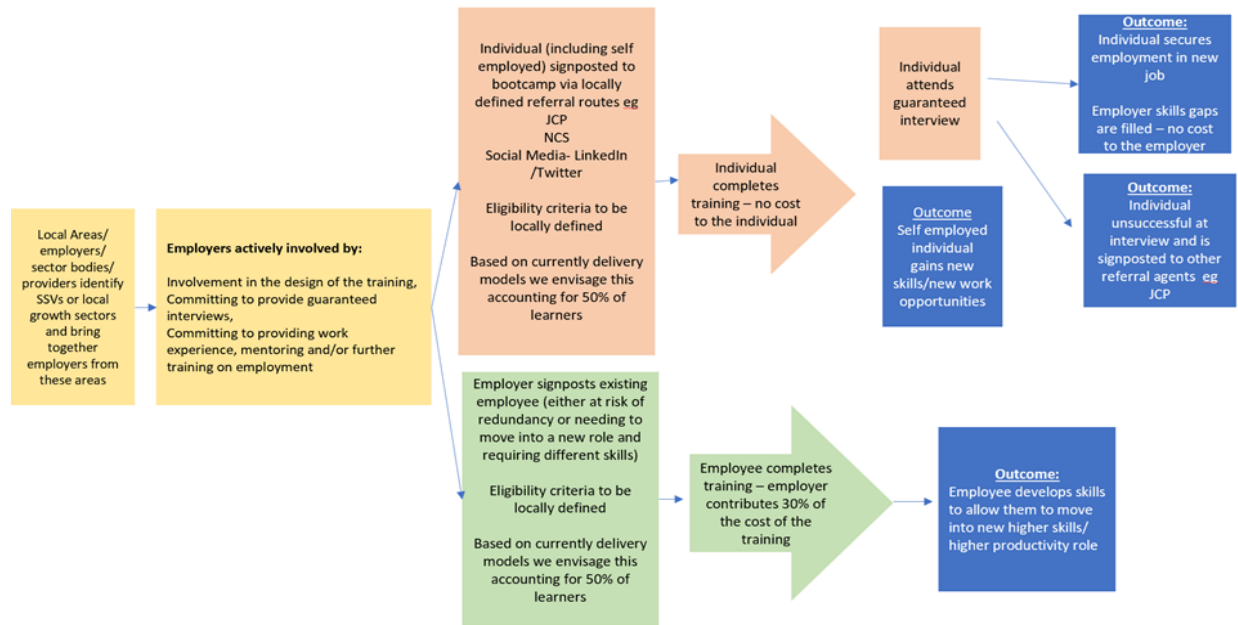 Local Areas/
employers/
sector bodies/
providers identify
SSVs or local
growth sectors
and bring
together
employers from
these areas
Employers actively involved by:
Involvement in the design of the training,
Committing to provide guaranteed
interviews,
Committing to providing work
experience, mentoring and/or further
training on employment
Individual (including self
employed) signposted to
bootcamp via locally
defined referral routes eg
JCP
NCS
Social Media- LinkedIn
/Twitter
Eligibility criteria to be
locally defined
Based on currently delivery
models we envisage this
accounting for 50% of
learners
Individual
completes
training – no cost
to the individual
Individual
attends
guaranteed
interview
Outcome:
Individual secures
employment in new
job
Employer skills gaps
are filled – no cost
to the employer
Outcome
Self employed
individual
gains new
skills/new work
opportunities
Outcome:
Individual
unsuccessful at
interview and is
signposted to other
referral agents eg
JCP
Employer signposts existing
employee (either at risk of
redundancy or needing to
move into a new role and
requiring different skills)
Eligibility criteria to be
locally defined
Based on currently delivery
models we envisage this
accounting for 50% of
learners
Employee completes
training – employer
contributes 30% of
the cost of the
training
Outcome:
Employee develops skills
to allow them to move
into new higher skills/
higher productivity role